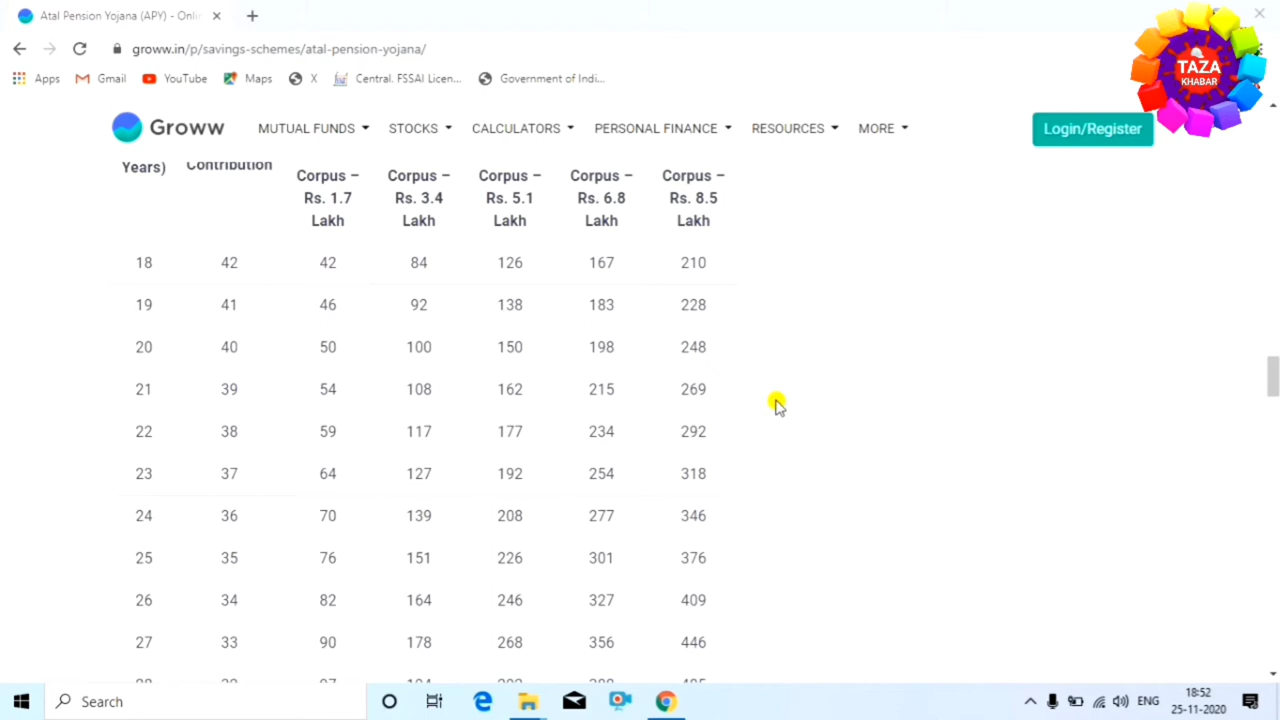 Atal Pension Yojana (APY) - Onli
groww.in/p/savings-schemes/atal-pension-yojana/
Apps Gmail YouTube Maps X Central. FSSAI Licen... Government of Indi...
TAZA
KHABAR
Groww MUTUAL FUNDS STOCKS CALCULATORS PERSONAL FINANCE RESOURCES MORE Login/Register
Years) Contribution
Corpus – Corpus – Corpus – Corpus – Corpus –
Rs. 1.7 Rs. 3.4 Rs. 5.1 Rs. 6.8 Rs. 8.5
Lakh Lakh Lakh Lakh Lakh
18 42 42 84 126 167 210
19 41 46 92 138 183 228
20 40 50 100 150 198 248
21 39 54 108 162 215 269
22 38 59 117 177 234 292
23 37 64 127 192 254 318
24 36 70 139 208 277 346
25 35 76 151 226 301 376
26 34 82 164 246 327 409
27 33 90 178 268 356 446
Search ENG 18:52
25-11-2020